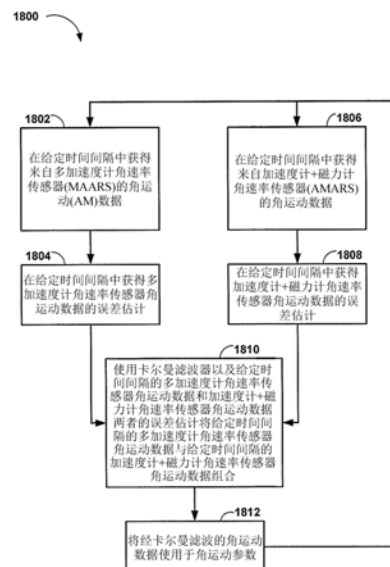 1800
1802
在给定时间间隔中获得
来自多加速度计角速率
传感器(MAARS)的角运
动(AM)数据
1806
在给定时间间隔中获得
来自加速度计+磁力计
角速率传感器(AMARS)
的角运动数据
1804
在给定时间间隔中获得多
加速度计角速率传感器角
运动数据的误差估计
1808
在给定时间间隔中获得
加速度计+磁力计角速
率传感器角运动数据的误
差估计
1810
使用卡尔曼滤波器以及给定时
间间隔的多加速度计角速率传
感器角运动数据和加速度计+磁
力计角速率传感器角运动数据
两者的误差估计将给定时间间
隔的多加速度计角速率传感器
角运动数据与给定时间间隔的
加速度计+磁力计角速率传感器
角运动数据组合
1812
将经卡尔曼滤波的角运动
数据使用于角运动参数